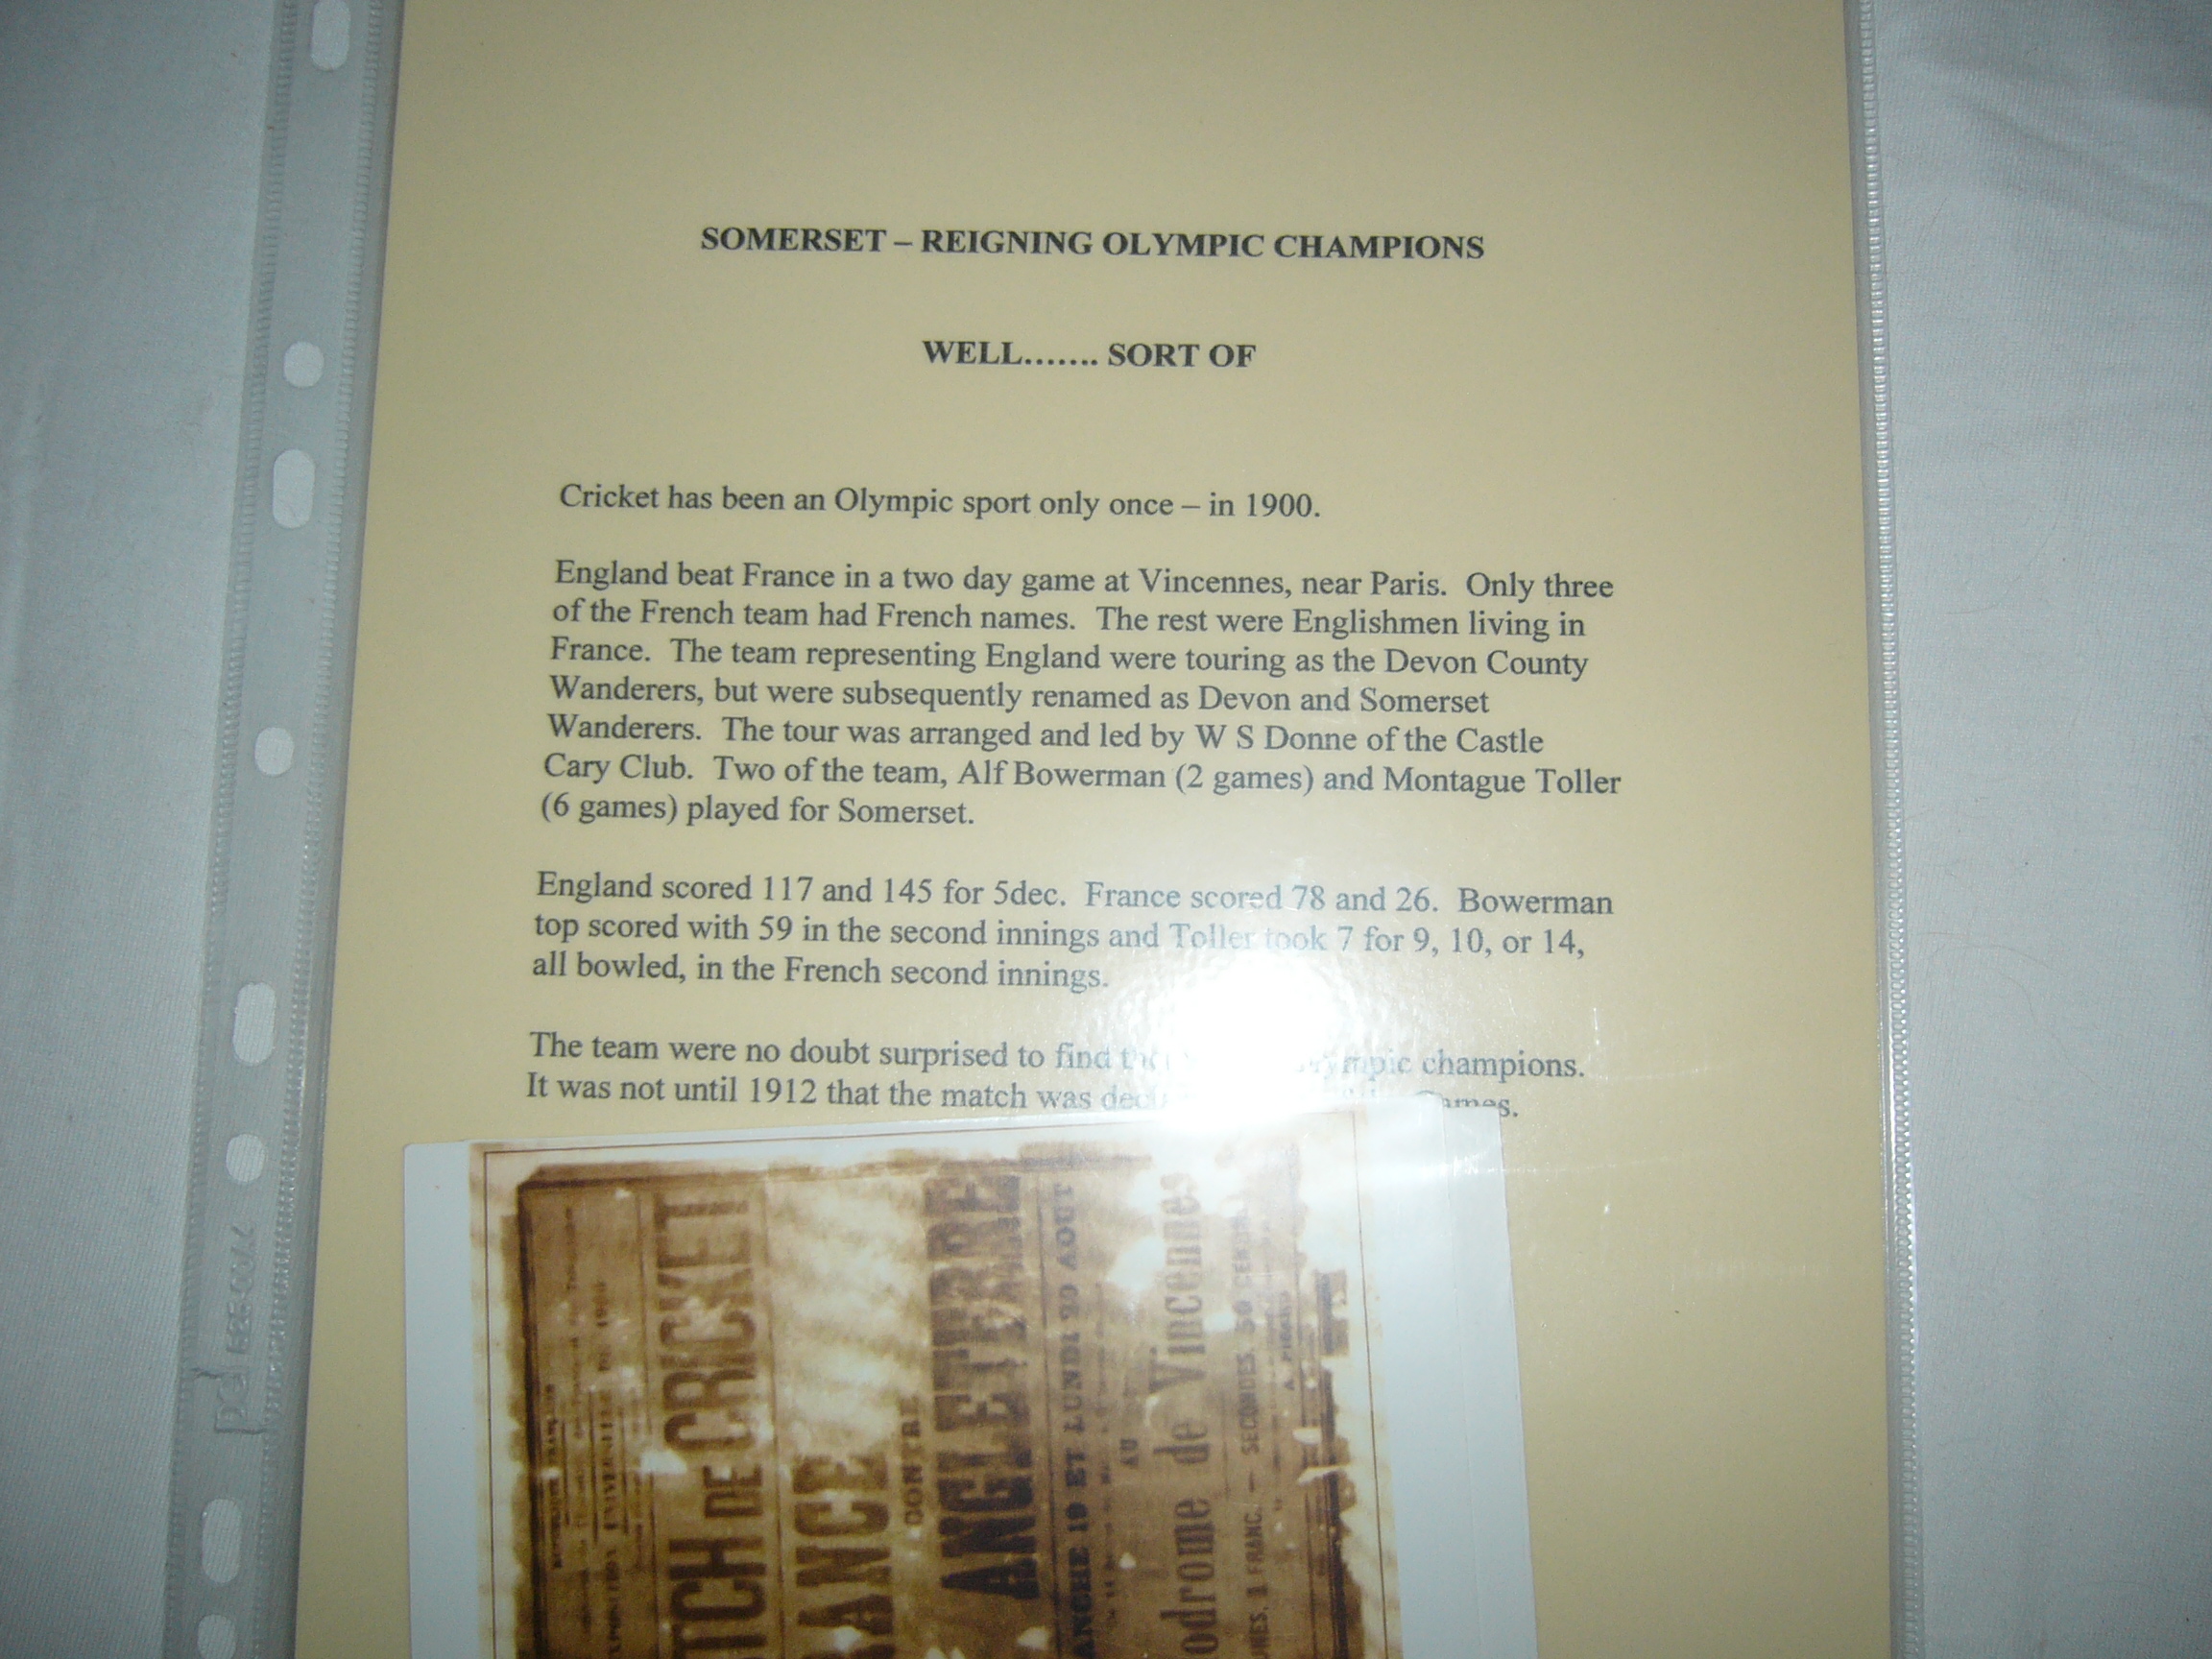 SOMERSET – REIGNING OLYMPIC CHAMPIONS
WELL....... SORT OF
Cricket has been an Olympic sport only once – in 1900.
England beat France in a two day game at Vincennes, near Paris. Only three
of the French team had French names. The rest were Englishmen living in
France. The team representing England were touring as the Devon County
Wanderers, but were subsequently renamed as Devon and Somerset
Wanderers. The tour was arranged and led by W S Donne of the Castle
Cary Club. Two of the team, Alf Bowerman (2 games) and Montague Toller
(6 games) played for Somerset.
England scored 117 and 145 for 5dec. France scored 78 and 26. Bowerman
top scored with 59 in the second innings and Toller took 7 for 9, 10, or 14,
all bowled, in the French second innings.
The team were no doubt surprised to find champions.
It was not until 1912 that the match was Games.
TCH DE CRICKET
RANCE
CONTRE
ANGLETERRE
ANCHE 19 ET LUNDI 20 AOUT
AU
odrome de Vincennes
1 FRANC. — SECONDES, 50